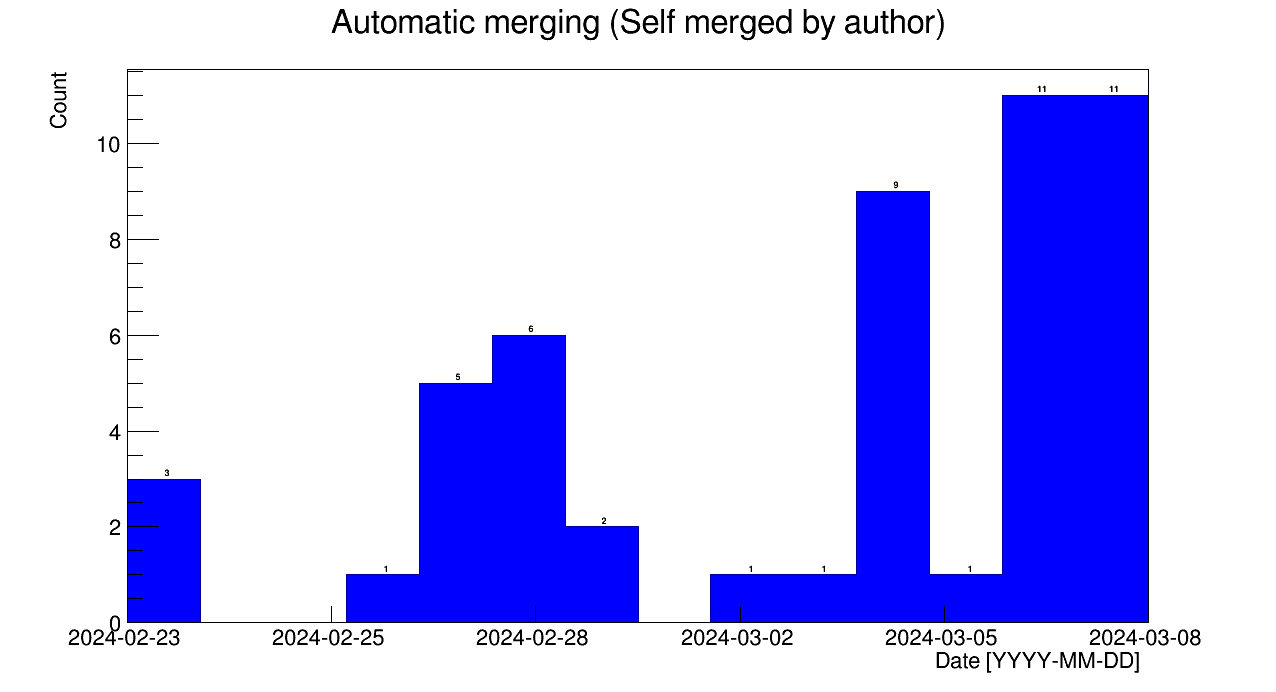 Automatic merging (Self merged by author)
Count
11 11
10
9
8
6
6
5
4
3
2
2
1 1 1 1
0
2024-02-23 2024-02-25 2024-02-28 2024-03-02 2024-03-05 2024-03-08
Date [YYYY-MM-DD]